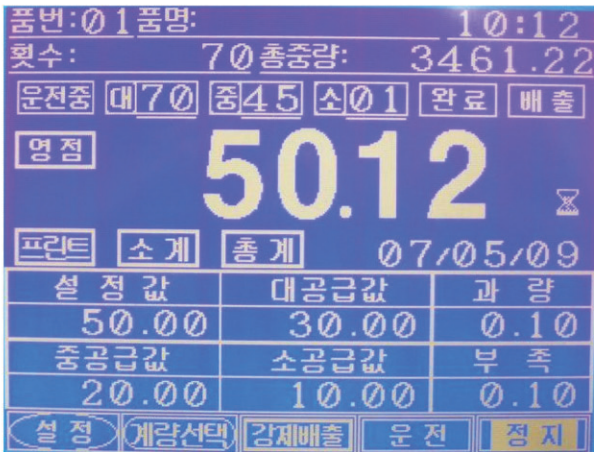 품번:01 품명: 10:12
횟수: 70 총중량: 3461.22
운전중 대70 중45 소01 완료 배출
영점
50.12
프린트 소계 총계 07/05/09
설정값 대공급값 과량
50.00 30.00 0.10
중공급값 소공급값 부족
20.00 10.00 0.10
설정 계량선택 강제배출 운전 정지